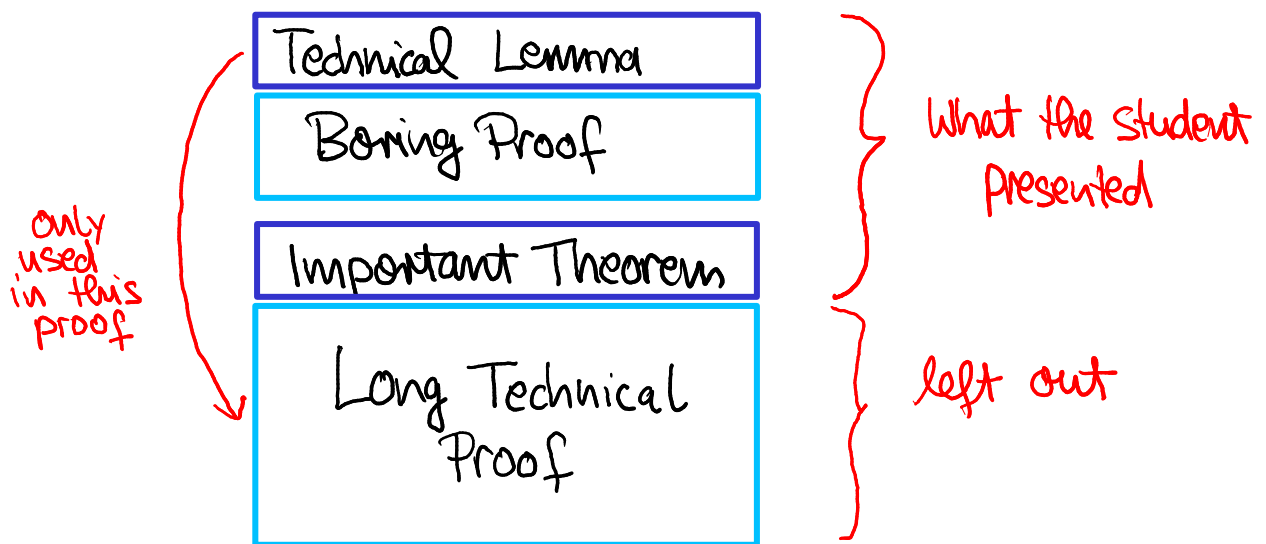 Technical Lemma
Boring Proof
What the student
presented
only
used
in this
proof
Important Theorem
Long Technical
Proof
left out